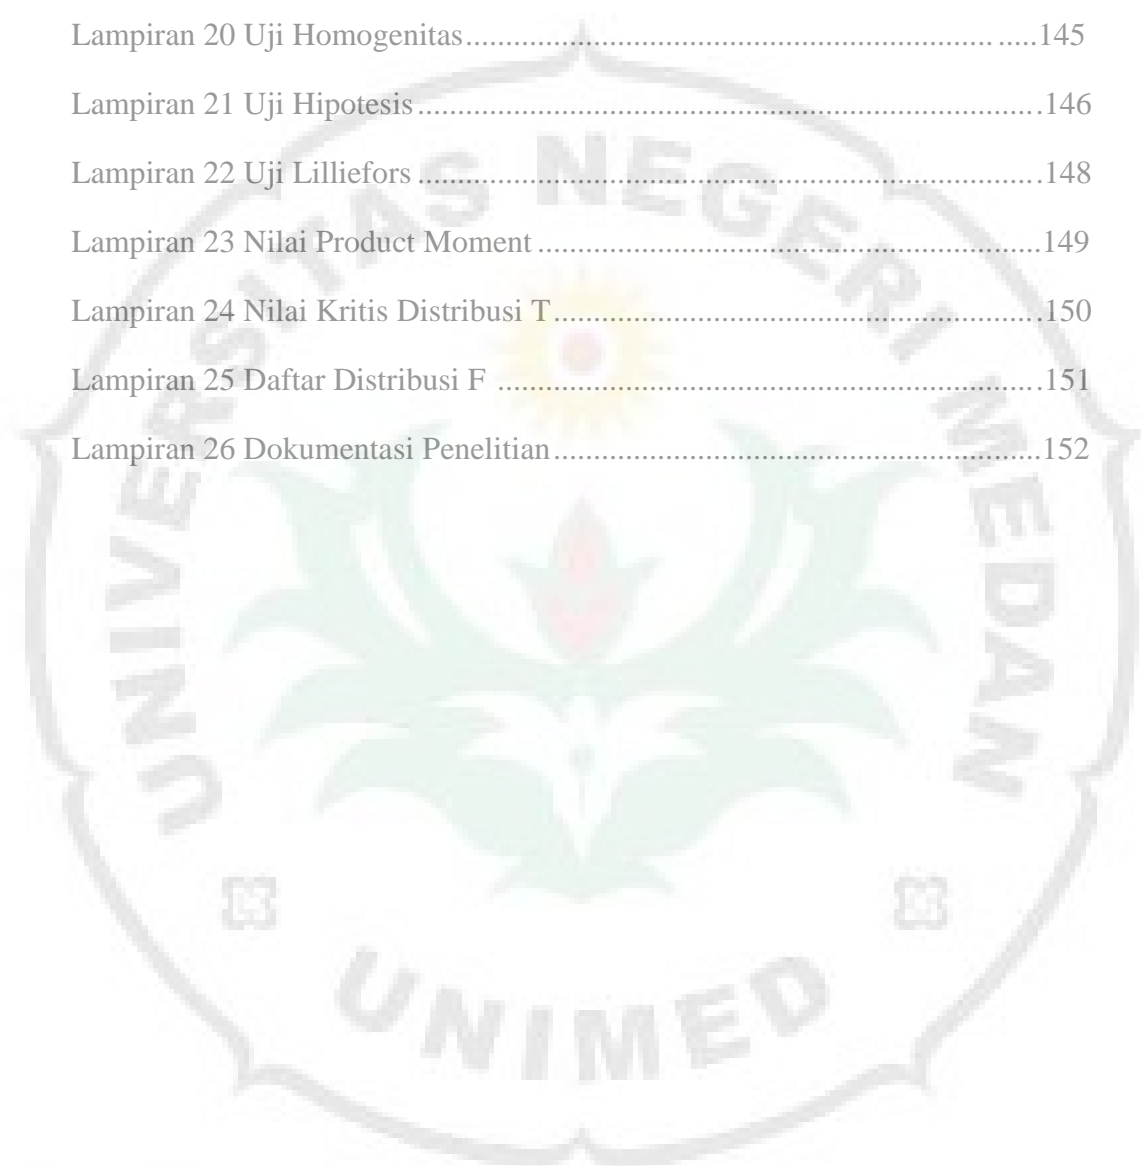 Lampiran 20 Uji Homogenitas................................................................ .....145
Lampiran 21 Uji Hipotesis...........................................................................146
Lampiran 22 Uji Lilliefors ...........................................................................148
Lampiran 23 Nilai Product Moment .............................................................149
Lampiran 24 Nilai Kritis Distribusi T...........................................................150
Lampiran 25 Daftar Distribusi F ..................................................................151
Lampiran 26 Dokumentasi Penelitian...........................................................152
UNIVERSITAS NEGERI MEDAN
UNIMED